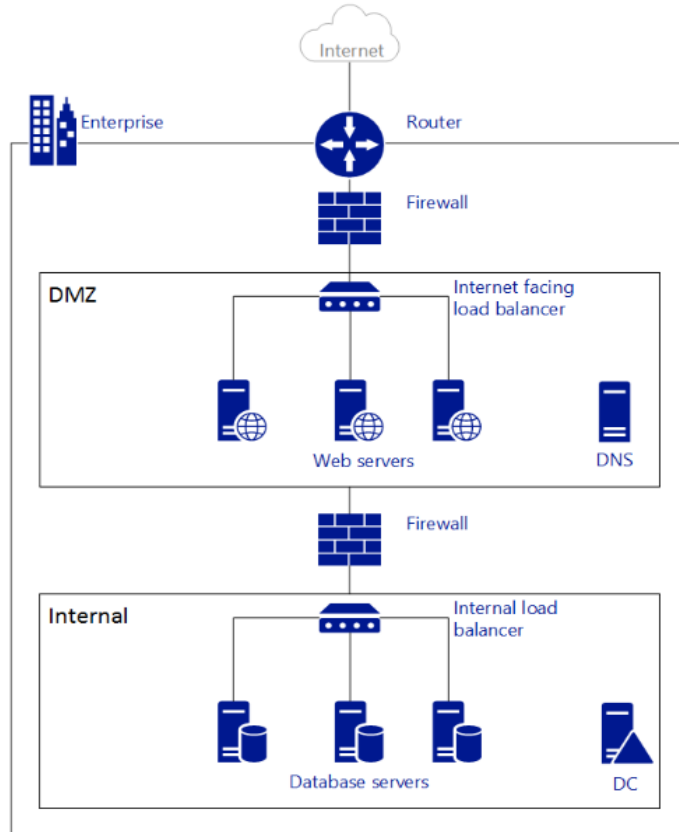 Internet
Enterprise
Router
Firewall
DMZ
Internet facing
load balancer
Web servers
DNS
Firewall
Internal
Internal load
balancer
Database servers
DC